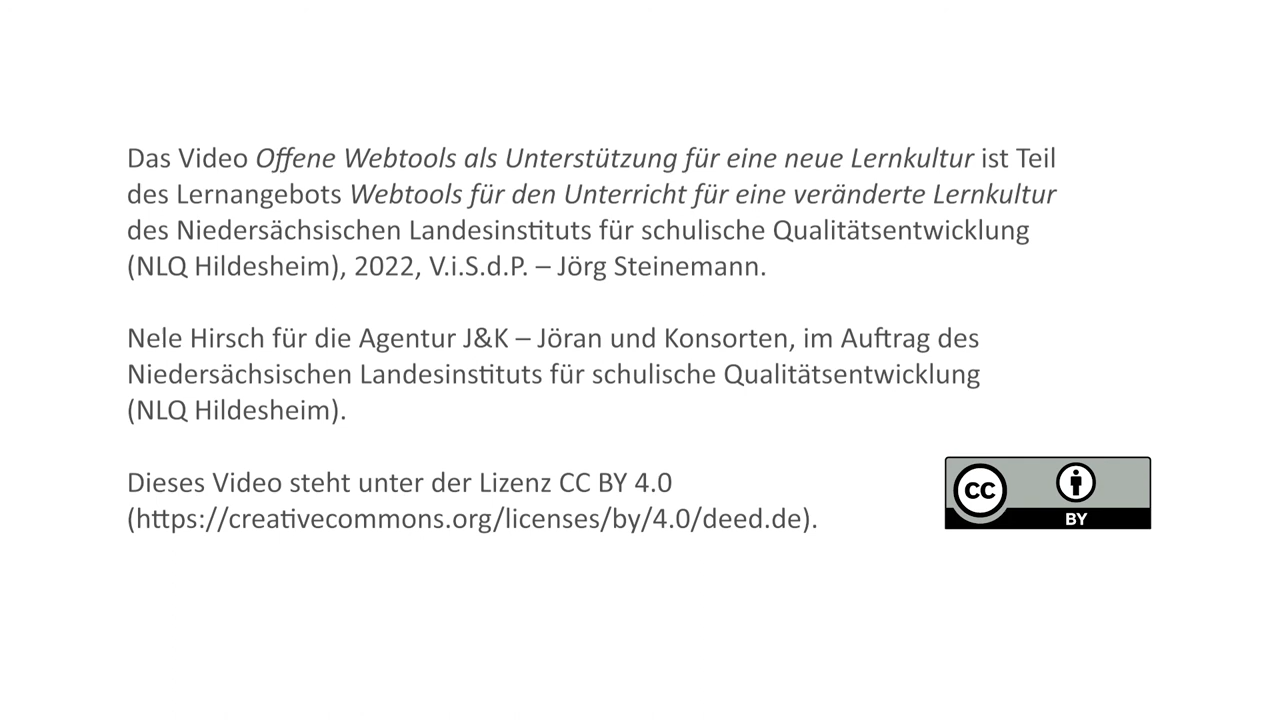 Das Video Offene Webtools als Unterstützung für eine neue Lernkultur ist Teil
des Lernangebots Webtools für den Unterricht für eine veränderte Lernkultur
des Niedersächsischen Landesinstituts für schulische Qualitätsentwicklung
(NLQ Hildesheim), 2022, V.i.S.d.P. – Jörg Steinemann.
Nele Hirsch für die Agentur J&K – Jöran und Konsorten, im Auftrag des
Niedersächsischen Landesinstituts für schulische Qualitätsentwicklung
(NLQ Hildesheim).
Dieses Video steht unter der Lizenz CC BY 4.0
(https://creativecommons.org/licenses/by/4.0/deed.de).
CC
BY